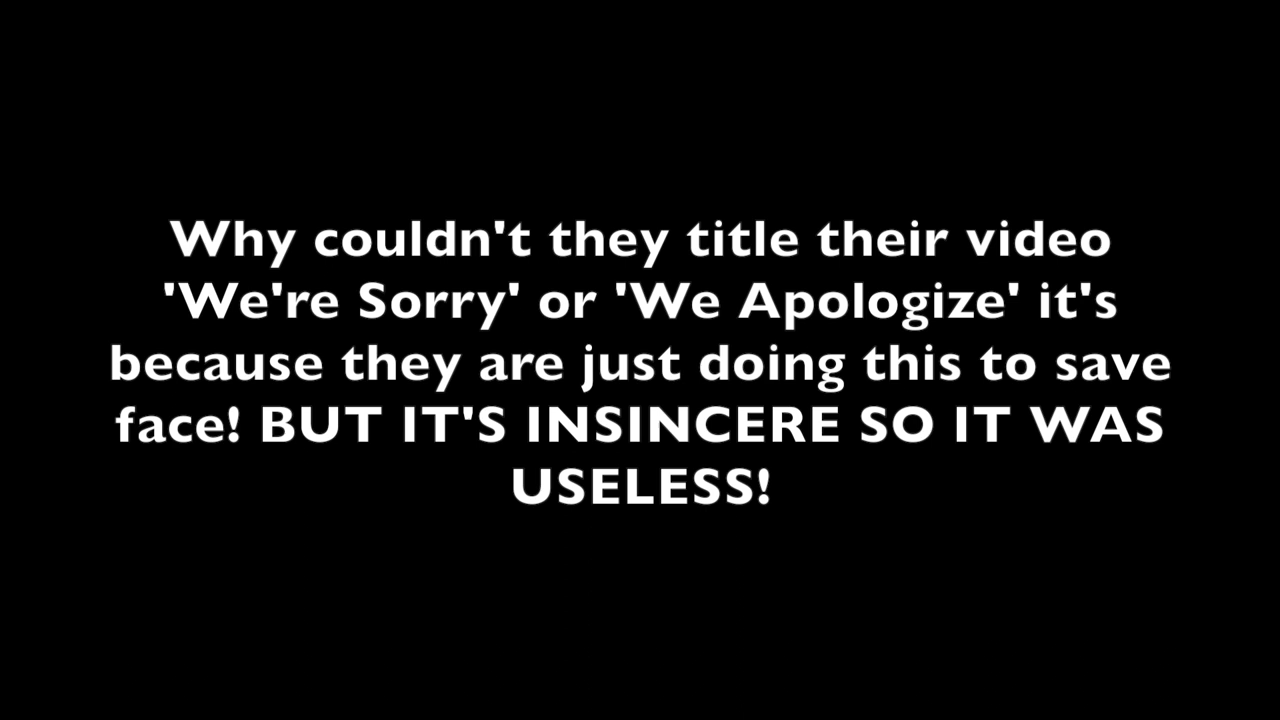 Why couldn't they title their video
'We're Sorry' or 'We Apologize' it's
because they are just doing this to save
face! BUT IT'S INSINCERE SO IT WAS
USELESS!